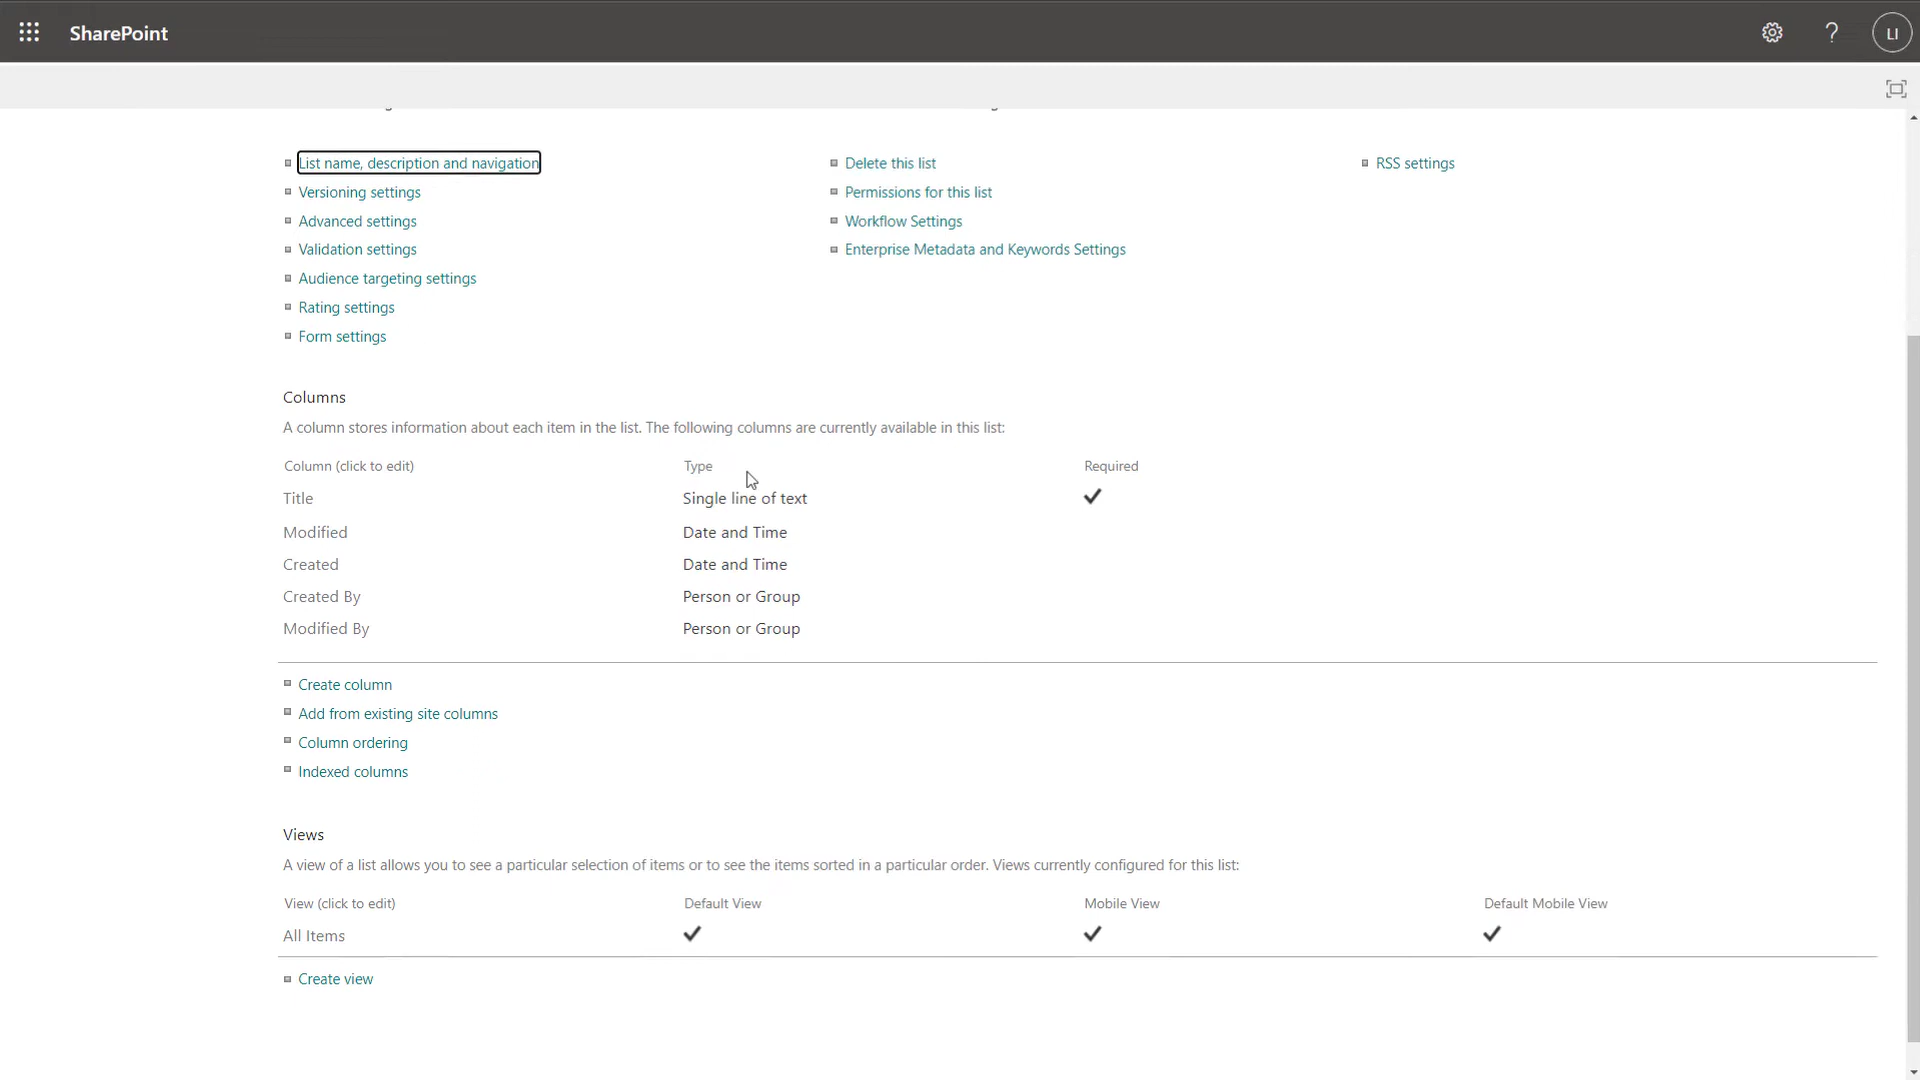 SharePoint
?
LI
List name, description and navigation
Delete this list
RSS settings
Versioning settings
Permissions for this list
Advanced settings
Workflow Settings
Validation settings
Enterprise Metadata and Keywords Settings
Audience targeting settings
Rating settings
Form settings
Columns
A column stores information about each item in the list. The following columns are currently available in this list:
Column (click to edit) Type Required
Title Single line of text
Modified Date and Time
Created Date and Time
Created By Person or Group
Modified By Person or Group
Create column
Add from existing site columns
Column ordering
Indexed columns
Views
A view of a list allows you to see a particular selection of items or to see the items sorted in a particular order. Views currently configured for this list:
View (click to edit) Default View Mobile View Default Mobile View
All Items
Create view